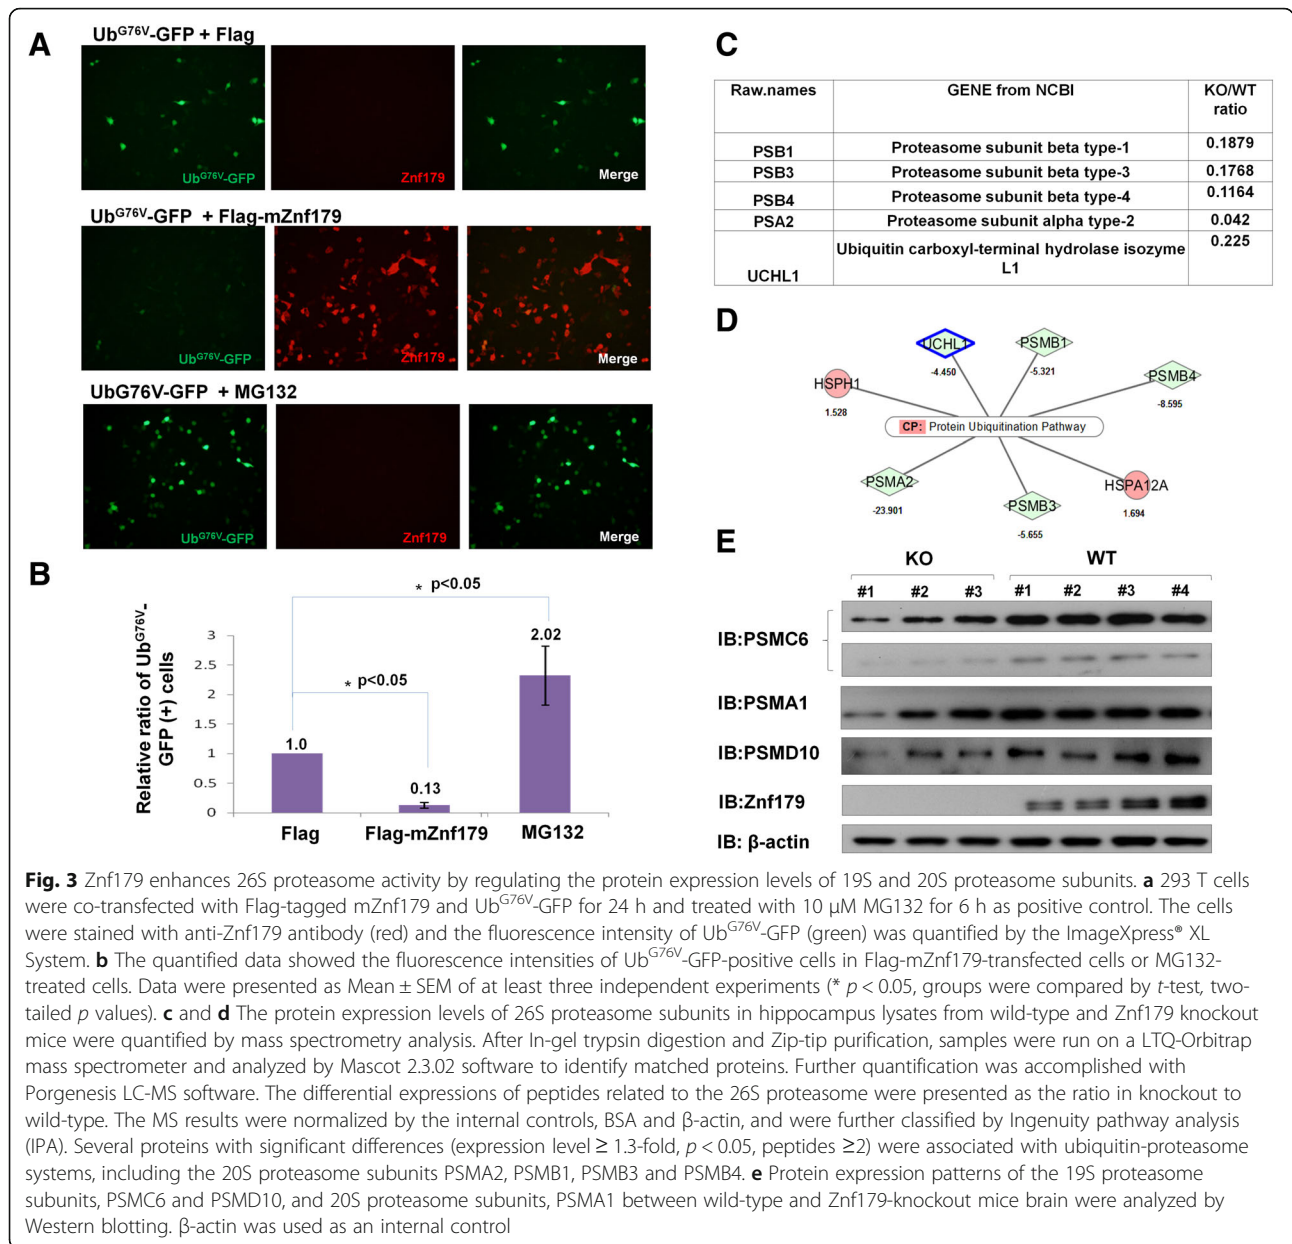 A
Ub^G76V-GFP + Flag
Ub^G76V-GFP
Znf179
Merge
Ub^G76V-GFP + Flag-mZnf179
Ub^G76V-GFP
Znf179
Merge
UbG76V-GFP + MG132
Ub^G76V-GFP
Znf179
Merge
B
* p<0.05
* p<0.05
Relative ratio of Ub^G76V-
GFP (+) cells
3
2.5
2
1.5
1
0.5
0
1.0
0.13
2.02
Flag
Flag-mZnf179
MG132
C
Raw.names GENE from NCBI KO/WT
ratio
PSB1 Proteasome subunit beta type-1 0.1879
PSB3 Proteasome subunit beta type-3 0.1768
PSB4 Proteasome subunit beta type-4 0.1164
PSA2 Proteasome subunit alpha type-2 0.042
UCHL1 Ubiquitin carboxyl-terminal hydrolase isozyme 0.225
L1
D
UCHL1
-4.450
PSMB1
-5.321
HSPH1
1.528
PSMB4
-8.595
CP: Protein Ubiquitination Pathway
PSMA2
-23.901
PSMB3
-5.655
HSPA12A
1.694
E
KO WT
#1 #2 #3 #1 #2 #3 #4
IB:PSMC6
IB:PSMA1
IB:PSMD10
IB:Znf179
IB: β-actin
Fig. 3 Znf179 enhances 26S proteasome activity by regulating the protein expression levels of 19S and 20S proteasome subunits. a 293 T cells
were co-transfected with Flag-tagged mZnf179 and Ub^G76V-GFP for 24 h and treated with 10 μM MG132 for 6 h as positive control. The cells
were stained with anti-Znf179 antibody (red) and the fluorescence intensity of Ub^G76V-GFP (green) was quantified by the ImageXpress® XL
System. b The quantified data showed the fluorescence intensities of Ub^G76V-GFP-positive cells in Flag-mZnf179-transfected cells or MG132-
treated cells. Data were presented as Mean ± SEM of at least three independent experiments (* p < 0.05, groups were compared by t-test, two-
tailed p values). c and d The protein expression levels of 26S proteasome subunits in hippocampus lysates from wild-type and Znf179 knockout
mice were quantified by mass spectrometry analysis. After In-gel trypsin digestion and Zip-tip purification, samples were run on a LTQ-Orbitrap
mass spectrometer and analyzed by Mascot 2.3.02 software to identify matched proteins. Further quantification was accomplished with
Porgenesis LC-MS software. The differential expressions of peptides related to the 26S proteasome were presented as the ratio in knockout to
wild-type. The MS results were normalized by the internal controls, BSA and β-actin, and were further classified by Ingenuity pathway analysis
(IPA). Several proteins with significant differences (expression level ≥ 1.3-fold, p < 0.05, peptides ≥2) were associated with ubiquitin-proteasome
systems, including the 20S proteasome subunits PSMA2, PSMB1, PSMB3 and PSMB4. e Protein expression patterns of the 19S proteasome
subunits, PSMC6 and PSMD10, and 20S proteasome subunits, PSMA1 between wild-type and Znf179-knockout mice brain were analyzed by
Western blotting. β-actin was used as an internal control